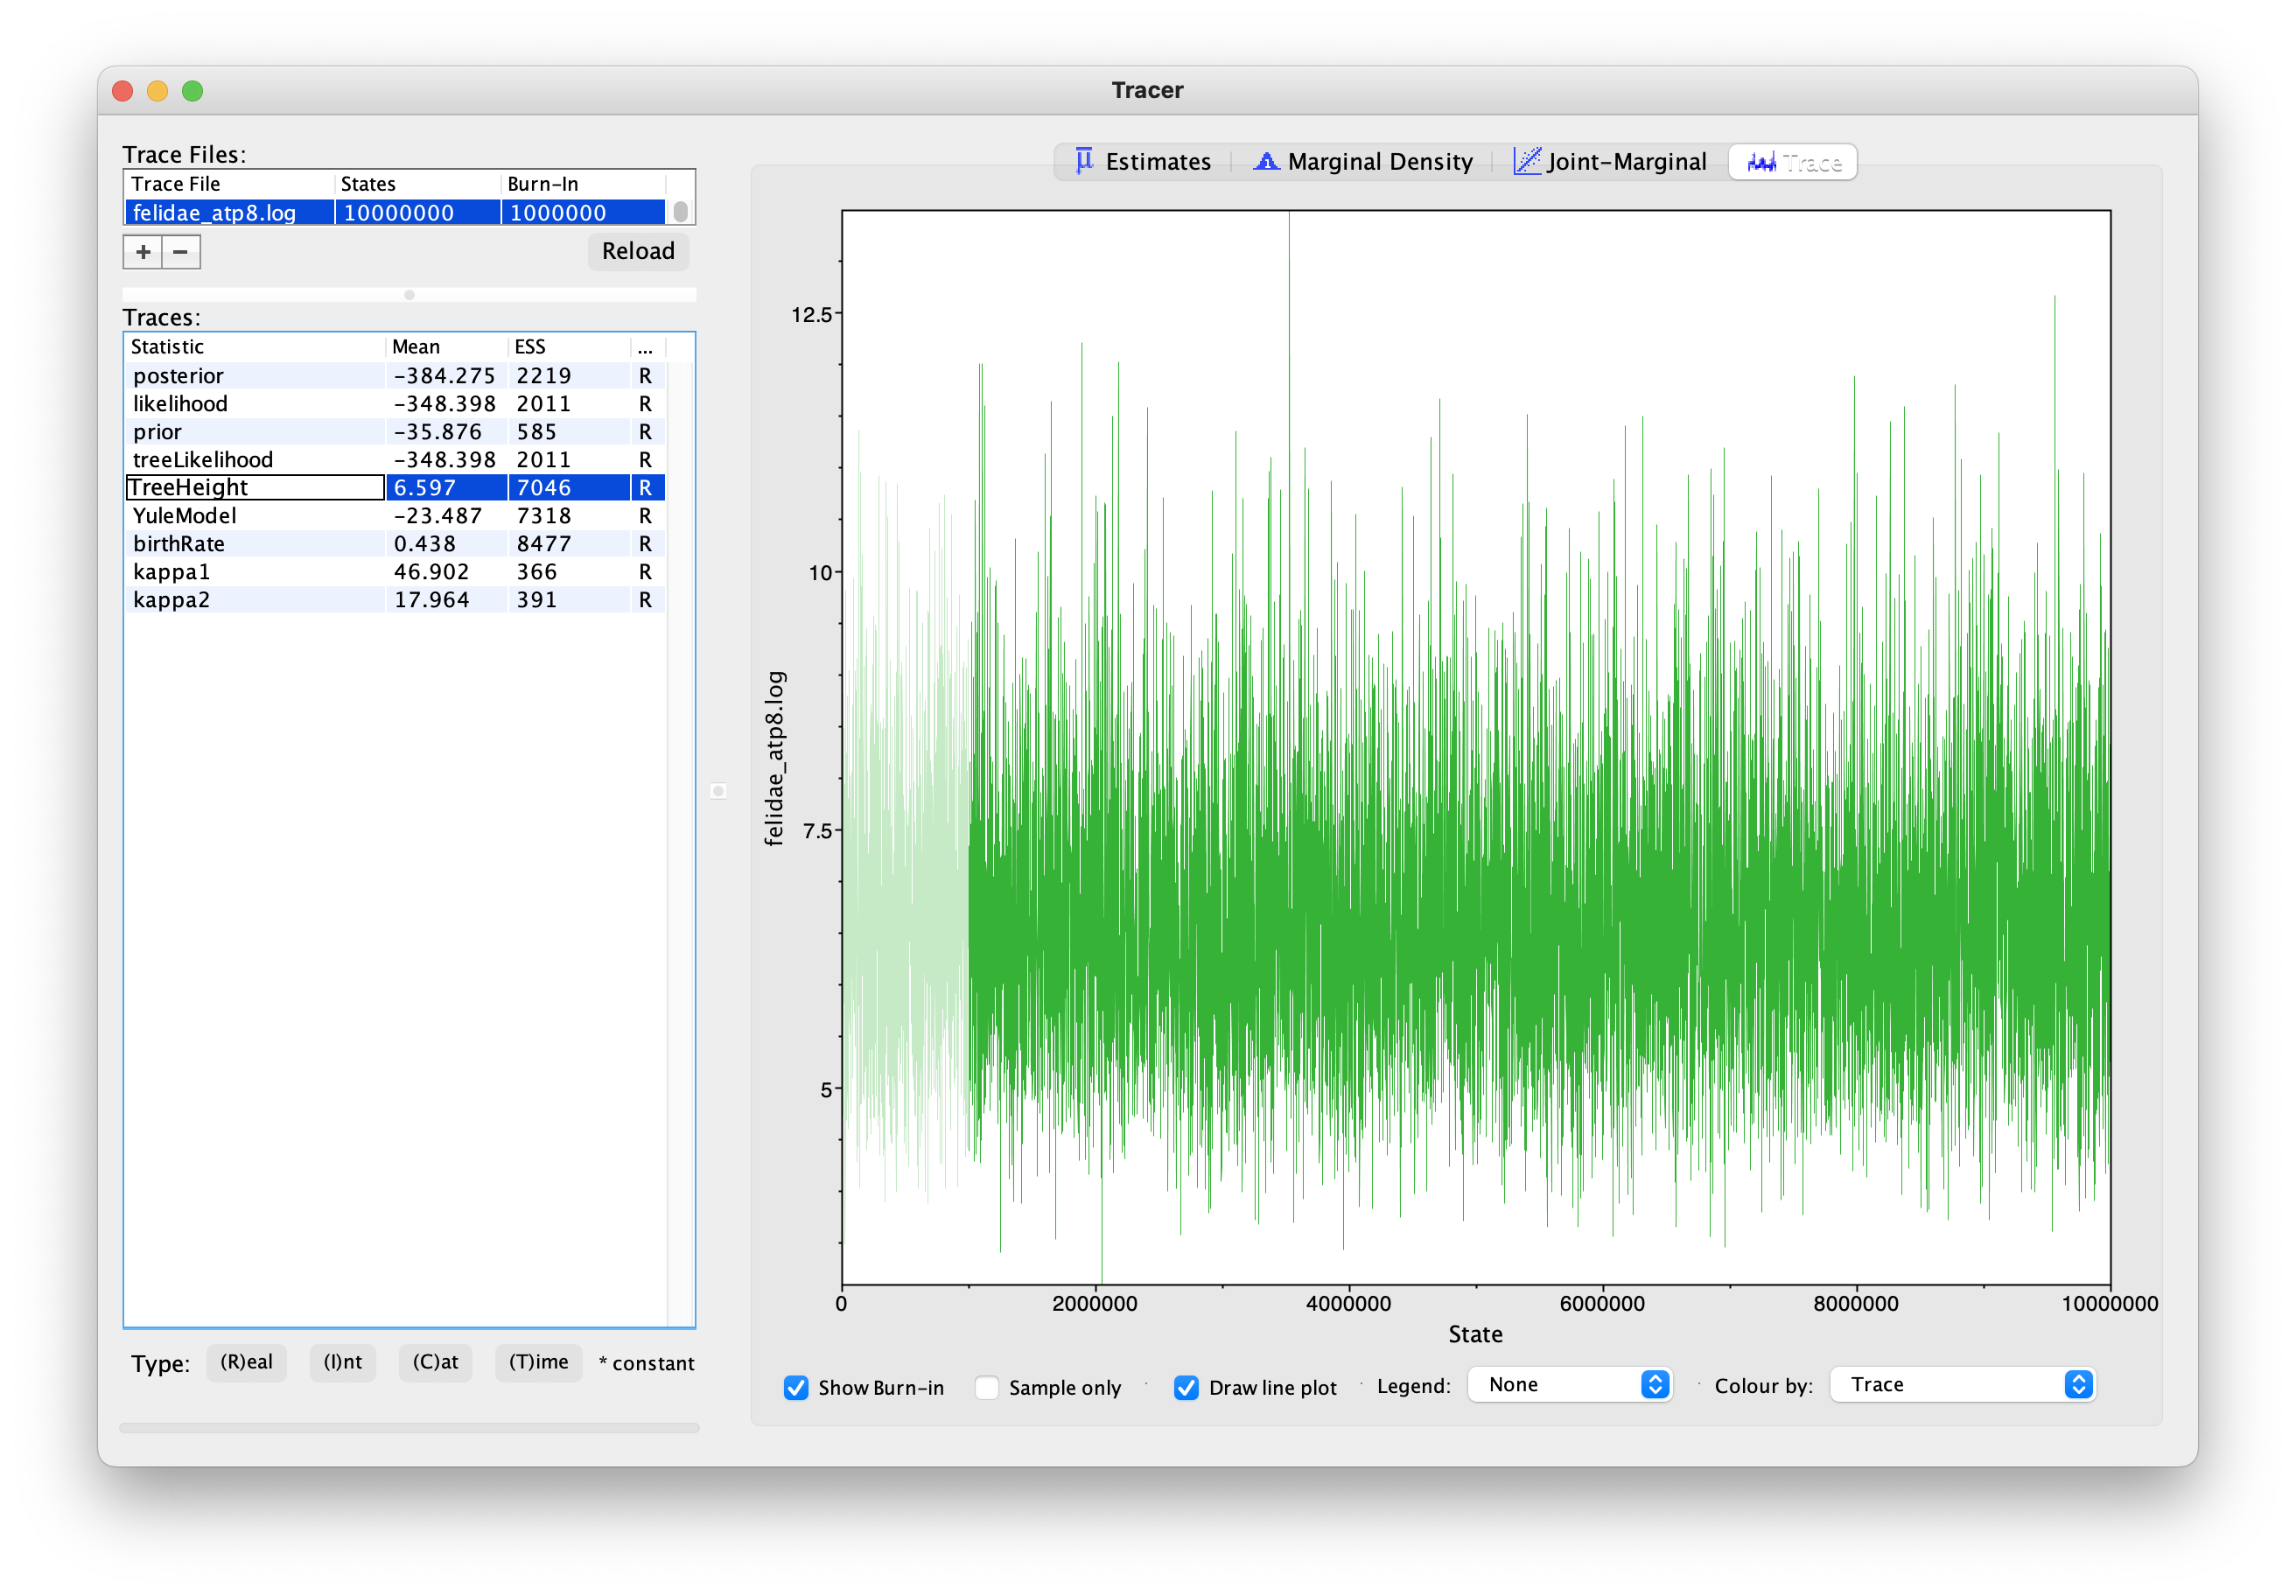 Tracer
Trace Files:
Trace File States Burn-In
felidae_atp8.log 10000000 1000000
+ −
Reload
Traces:
Statistic Mean ESS ...
posterior -384.275 2219 R
likelihood -348.398 2011 R
prior -35.876 585 R
treeLikelihood -348.398 2011 R
TreeHeight 6.597 7046 R
YuleModel -23.487 7318 R
birthRate 0.438 8477 R
kappa1 46.902 366 R
kappa2 17.964 391 R
Type: (R)eal (I)nt (C)at (T)ime * constant
Estimates Marginal Density Joint-Marginal Trace
12.5
10
7.5
5
felidae_atp8.log
0 2000000 4000000 6000000 8000000 10000000
State
Show Burn-in Sample only Draw line plot Legend: None Colour by: Trace